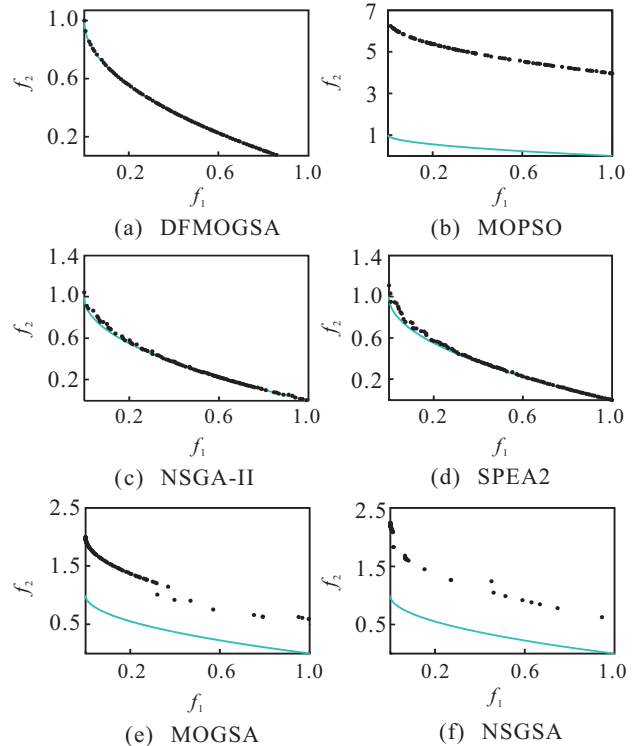 1.0
0.6
0.2
f₂
0.2
0.6
1.0
f₁
(a) DFMOGSA
7
5
3
1
f₂
0.2
0.6
1.0
f₁
(b) MOPSO
1.4
1.0
0.6
0.2
f₂
0.2
0.6
1.0
f₁
(c) NSGA-II
1.4
1.0
0.6
0.2
f₂
0.2
0.6
1.0
f₁
(d) SPEA2
2.5
1.5
0.5
f₂
0.2
0.6
1.0
f₁
(e) MOGSA
2.5
1.5
0.5
f₂
0.2
0.6
1.0
f₁
(f) NSGSA